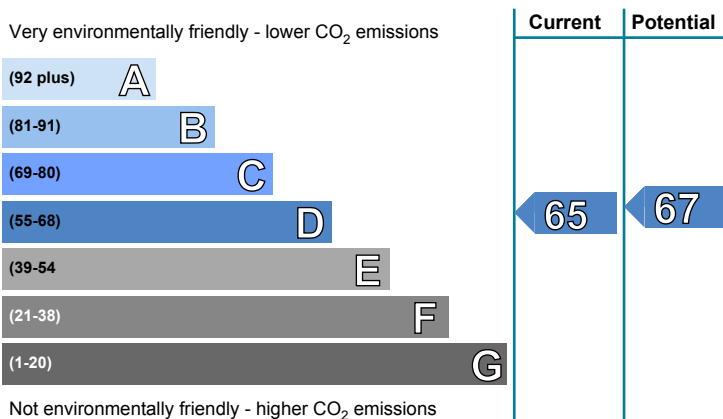 Current Potential
Very environmentally friendly - lower CO2 emissions
(92 plus) A
(81-91) B
(69-80) C
(55-68) D 65 67
(39-54 E
(21-38) F
(1-20) G
Not environmentally friendly - higher CO2 emissions